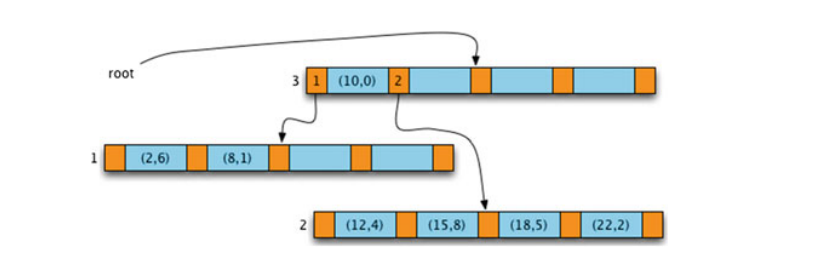 root
3 1 (10,0) 2
1 (2,6) (8,1)
2 (12,4) (15,8) (18,5) (22,2)